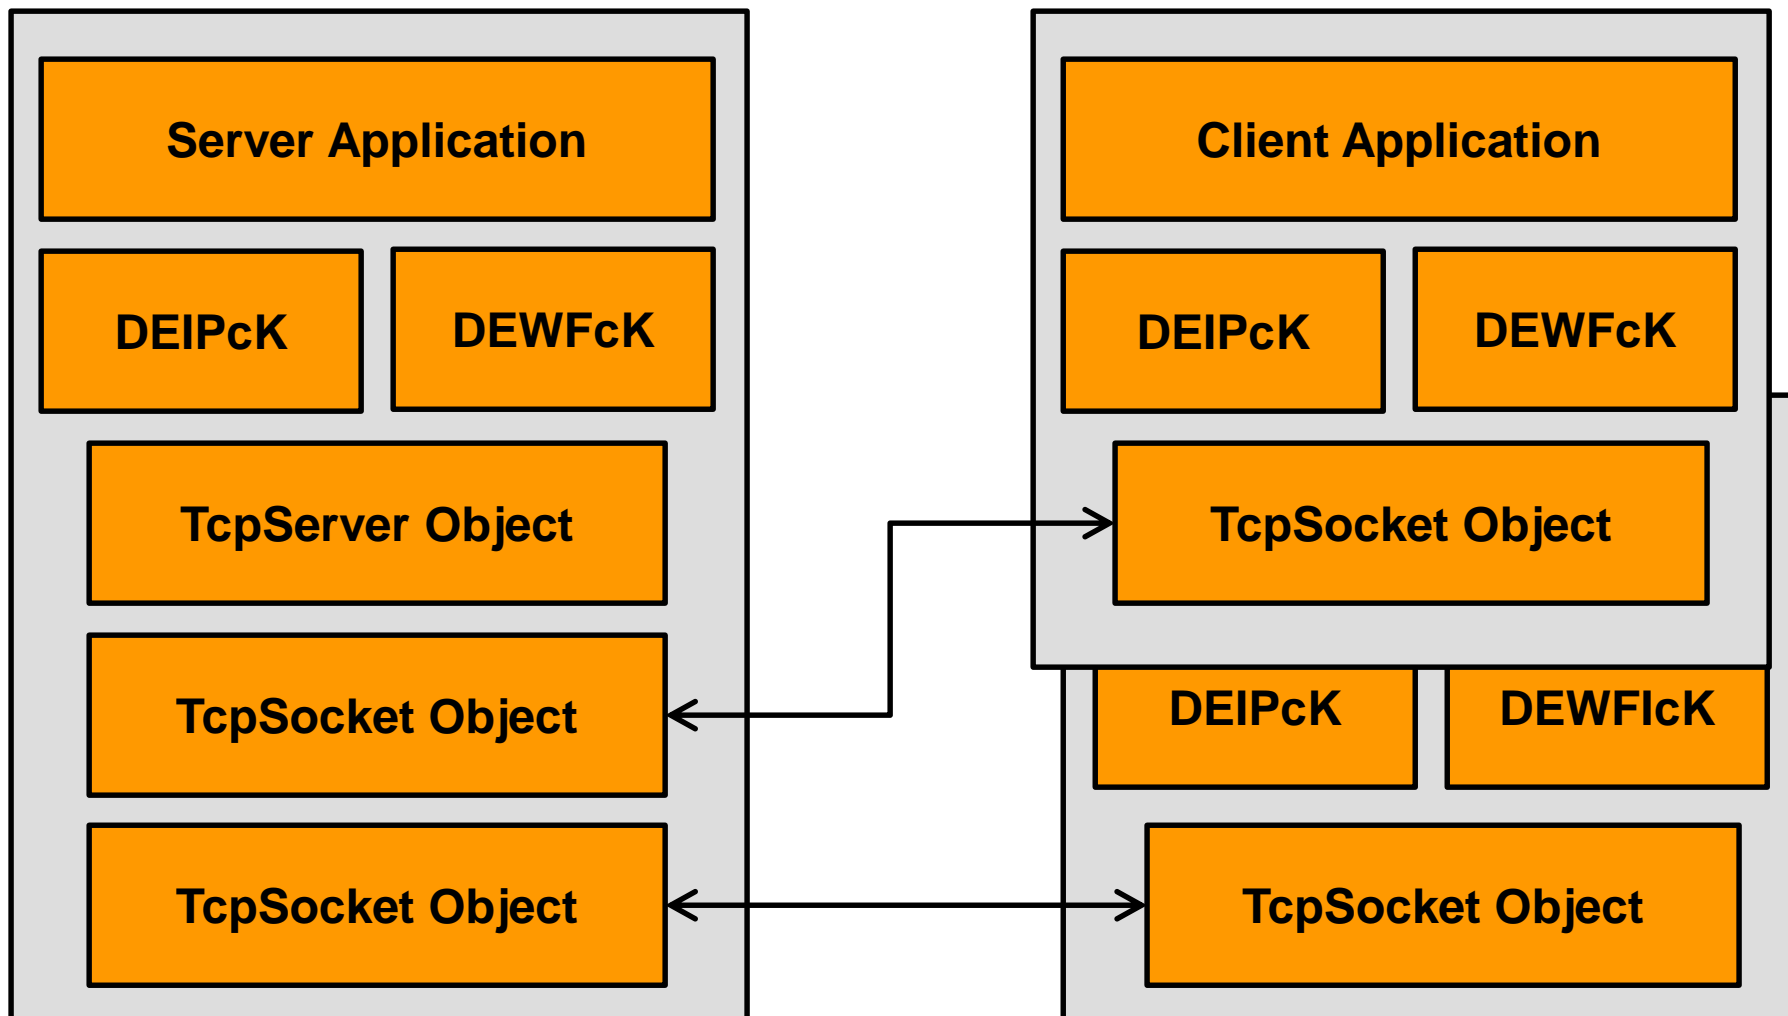 Server Application
DEIPcK
DEWFcK
TcpServer Object
TcpSocket Object
TcpSocket Object
Client Application
DEIPcK
DEWFcK
TcpSocket Object
DEIPcK
DEWFIcK
TcpSocket Object